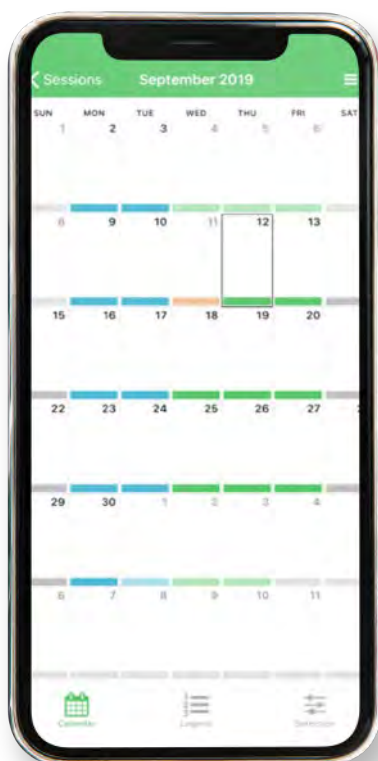 Sessions September 2019
SUN MON TUE WED THU FRI SAT
1 2 3 4 5 6
8 9 10 11 12 13
15 16 17 18 19 20
22 23 24 25 26 27
29 30 1 2 3 4
6 7 8 9 10 11
Calendar Legend